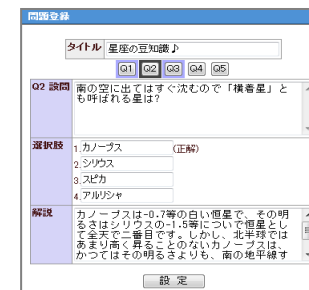 問題登録
タイトル 星座の豆知識♪
Q1 Q2 Q3 Q4 Q5
Q2 設問 南の空に出てはすぐ沈むので「横着星」と
も呼ばれる星は?
選択肢 1.カノープス (正解)
2.シリウス
3.スピカ
4.アルリシャ
解説 カノープスは-0.7等の白い恒星で、その明
るさはシリウスの-1.5等についで恒星とし
て全天で二番目です。しかし、北半球では
あまり高く昇ることのないカノープスは、
かつてはその明るさよりも、南の地平線す
設 定